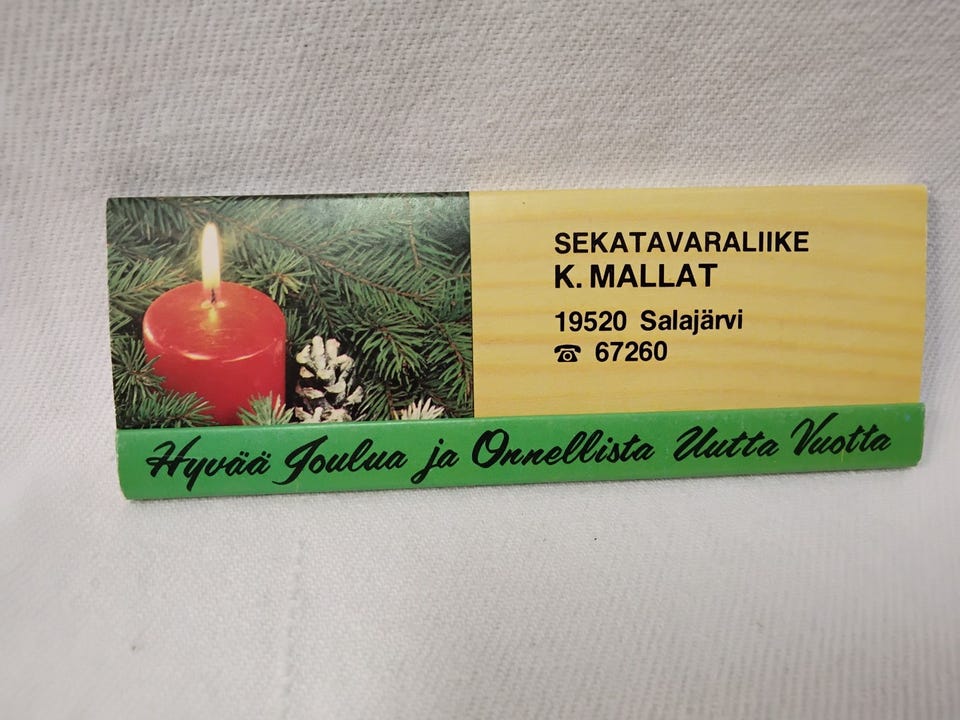 SEKATAVARALIIKE
K. MALLAT
19520 Salajärvi
☎ 67260
Hyvää Joulua ja Onnellista Uutta Vuotta